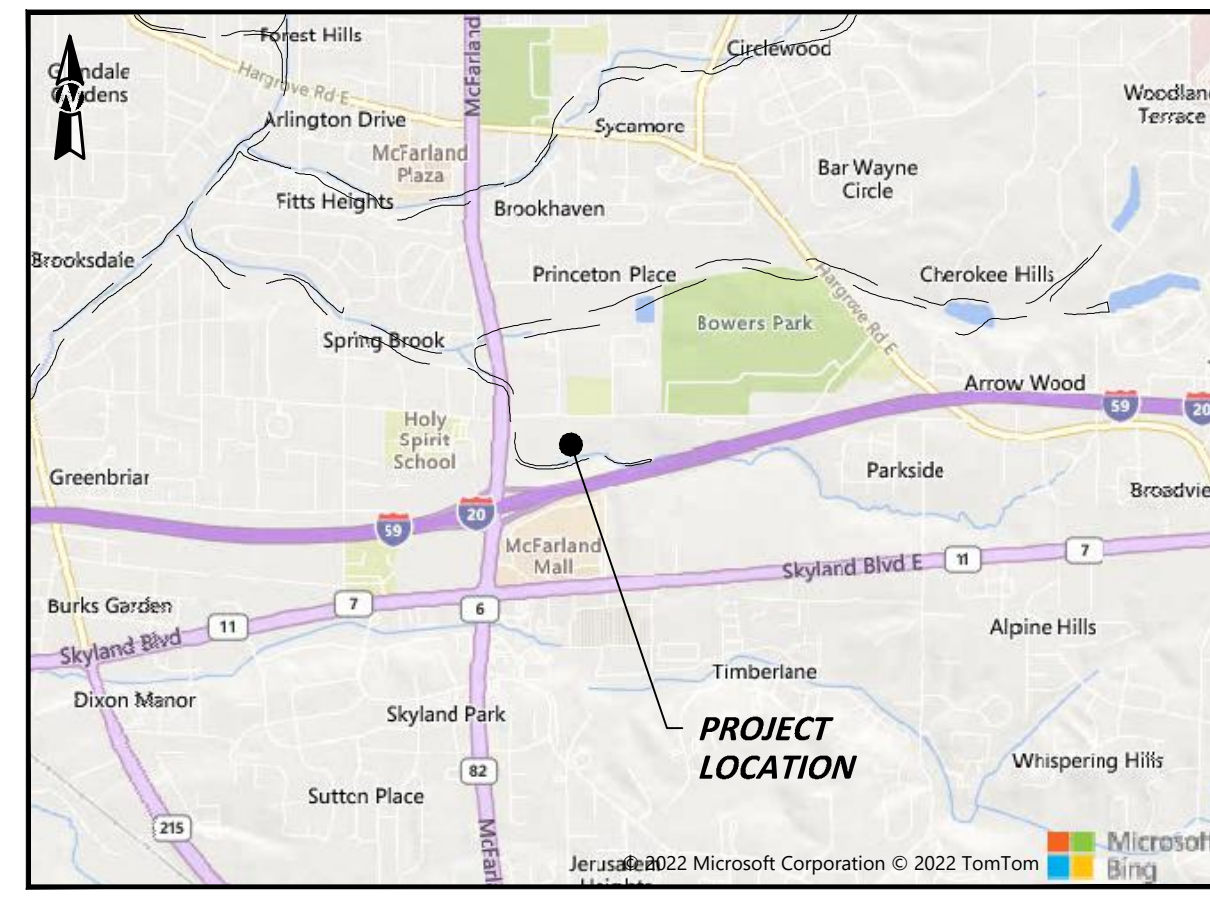 Forest Hills
Circlewood
McFarland
Gardens
Hargrove Rd E
Arlington Drive
Sycamore
Terrace
McFarland
Plaza
Bar Wayne
Circle
Fitts Heights
Brookhaven
Brooksdale
Princeton Place
Cherokee Hills
Hargrove Rd E
Bowers Park
Spring Brook
Arrow Wood
59
20
Holy
Spirit
School
Greenbriar
Parkside
20
59
McFarland
Mall
Skyland Blvd E
11
7
7
6
11
Burks Garden
Skyland Blvd
Alpine Hills
Timberlane
Dixon Manor
Skyland Park
PROJECT
LOCATION
82
Whispering Hills
Sutton Place
215
Jerusalem
Heights
© 2022 Microsoft Corporation © 2022 TomTom
Microsoft
Bing
N